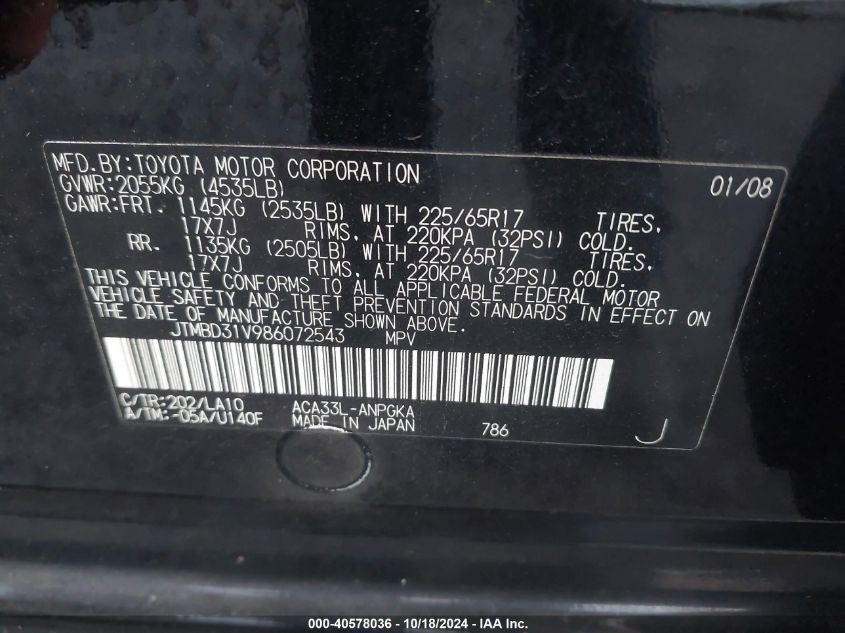 MFD.BY:TOYOTA MOTOR CORPORATION 01/08
GVWR:2055KG (4535LB)
GAWR:FRT. 1145KG (2535LB) WITH 225/65R17 TIRES,
17X7J RIMS, AT 220KPA (32PSI) COLD.
RR. 1135KG (2505LB) WITH 225/65R17 TIRES,
17X7J RIMS, AT 220KPA (32PSI) COLD.
THIS VEHICLE CONFORMS TO ALL APPLICABLE FEDERAL MOTOR
VEHICLE SAFETY AND THEFT PREVENTION STANDARDS IN EFFECT ON
THE DATE OF MANUFACTURE SHOWN ABOVE.
JTMBD31V986072543 MPV
C/TR:202/LA10 ACA33L-ANPGKA
A/TM:-05A/U140F MADE IN JAPAN 786 J
000-40578036 - 10/18/2024 - IAA Inc.